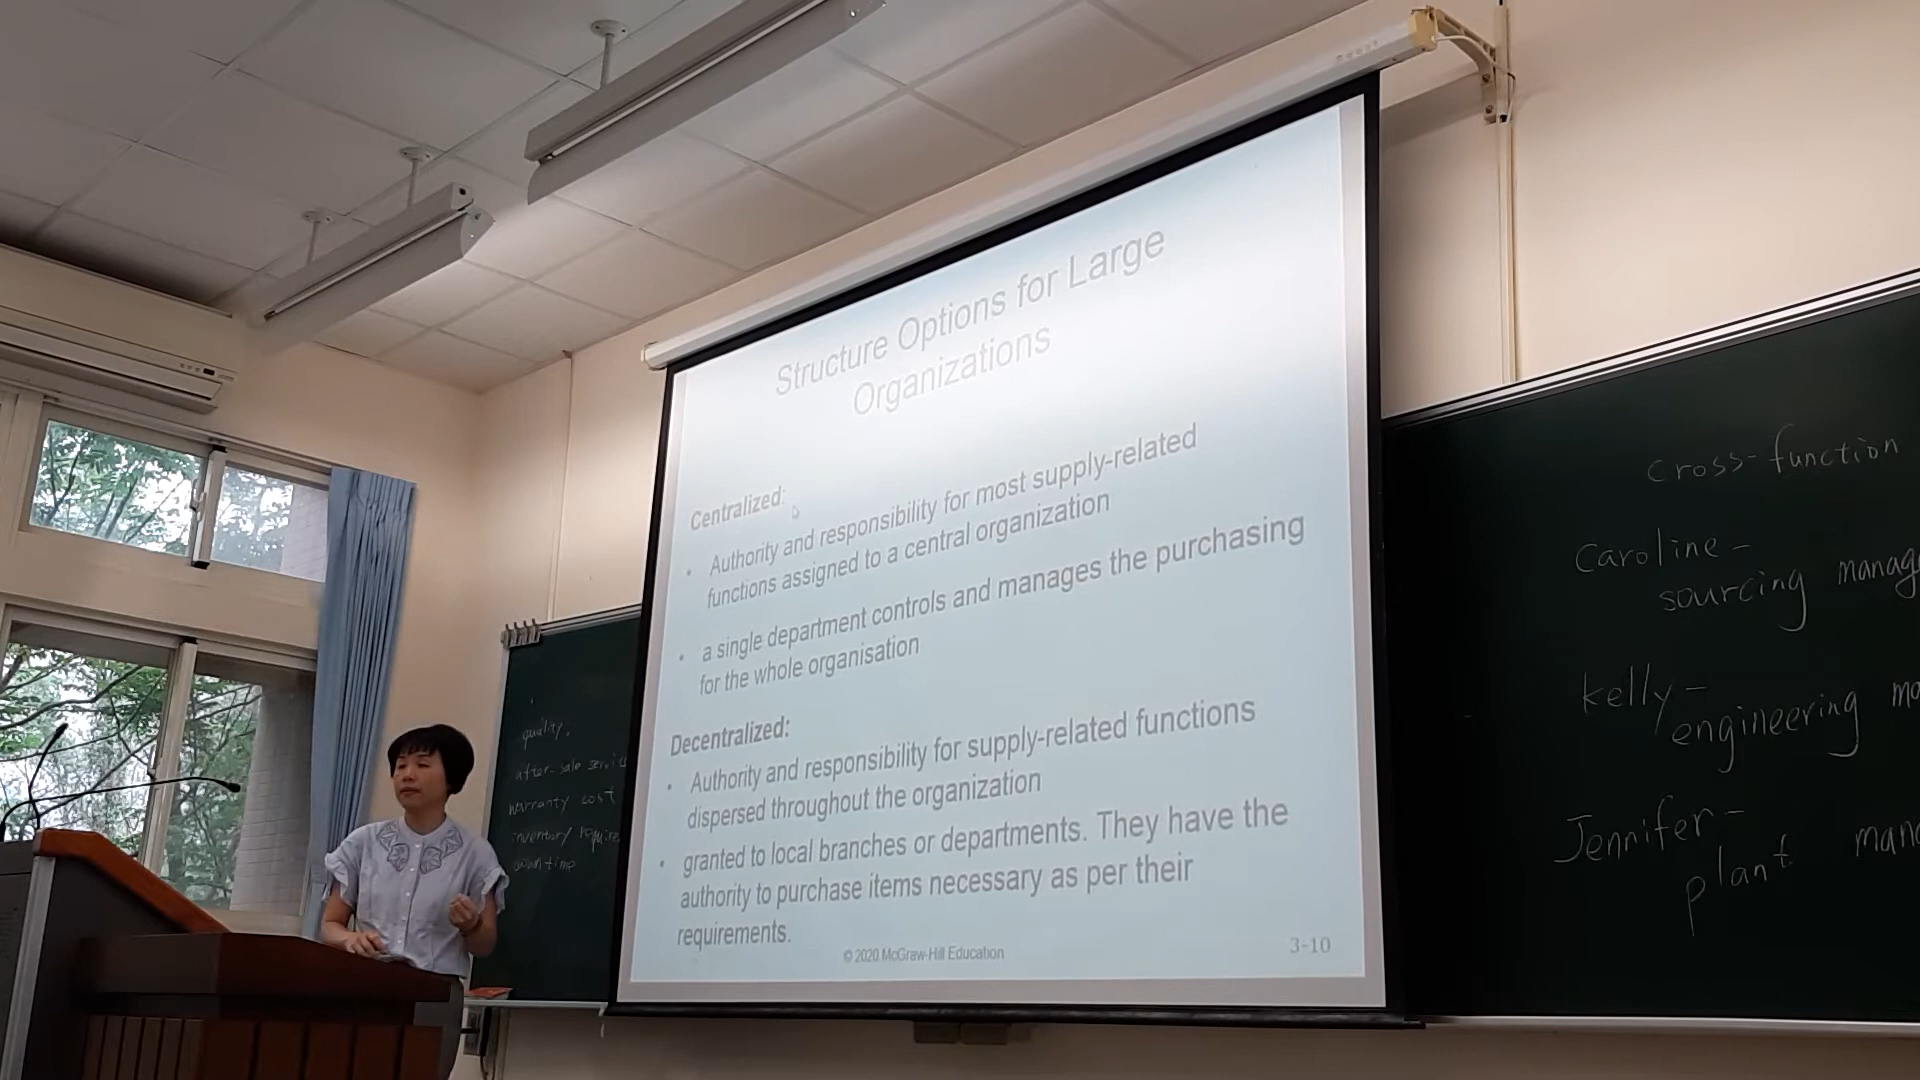 Structure Options for Large
Organizations
Centralized:
• Authority and responsibility for most supply-related
functions assigned to a central organization
• a single department controls and manages the purchasing
for the whole organisation
Decentralized:
• Authority and responsibility for supply-related functions
dispersed throughout the organization
• granted to local branches or departments. They have the
authority to purchase items necessary as per their
requirements.
© 2020 McGraw-Hill Education
3-10
quality.
after-sale
warranty cost
inventory
down time
cross-function
Caroline -
sourcing
kelly -
engineering
Jennifer -
plant